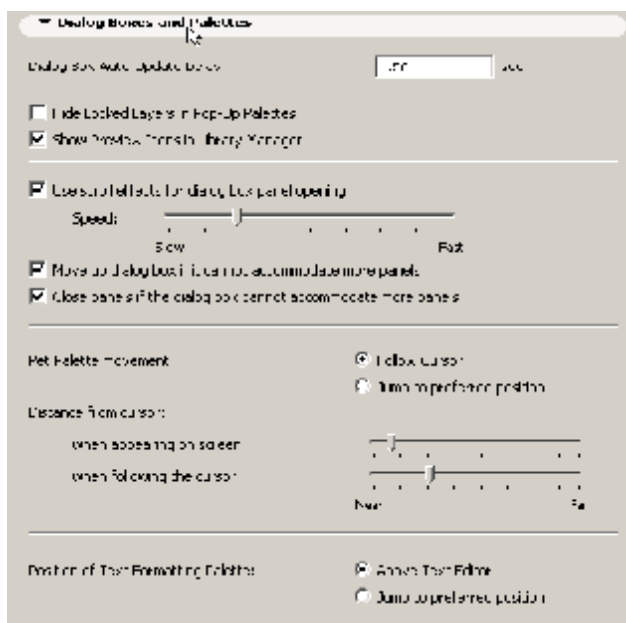 Dialog Boxes and Palettes
Dialog Box Auto-Update Delay
Hide Locked Layers in Pop-Up Palettes
Show Preview Icons in Library Manager
Use scroll effects for dialog box panel opening
Speed:
Slow Fast
Move up dialog box if it cannot accommodate more panels
Close panels if the dialog box cannot accommodate more panels
Pet Palette movement Follow Cursor
Jump to preferred position
Distance from cursor:
when appearing on screen
when following the cursor
Near Far
Position of Text Formatting Palette: Above Text Editor
Jump to preferred position